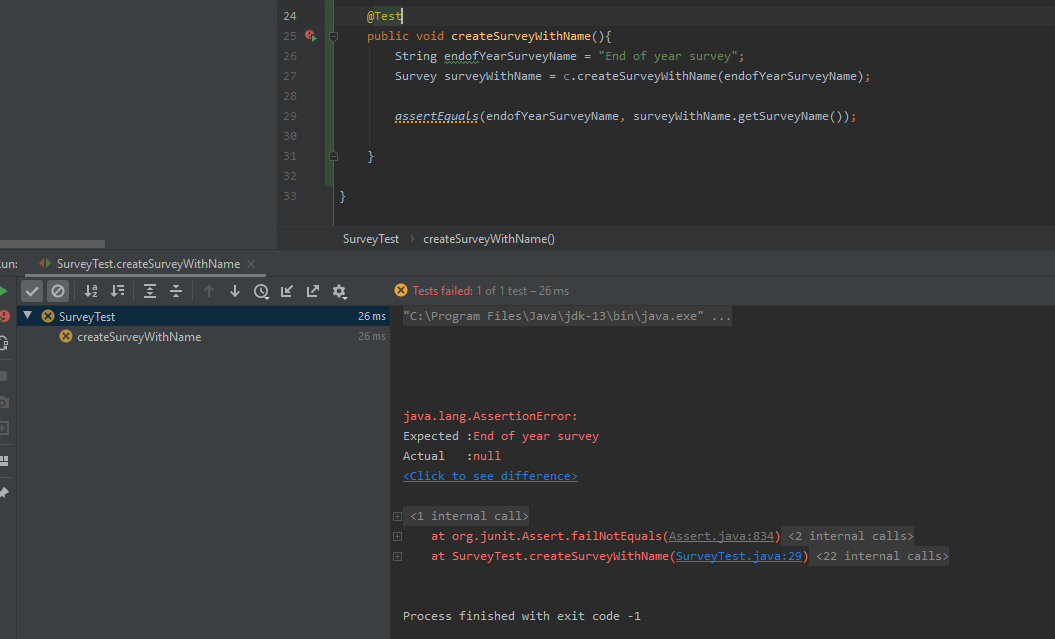 24 @Test
25 public void createSurveyWithName(){
26 String endofYearSurveyName = "End of year survey";
27 Survey surveyWithName = c.createSurveyWithName(endofYearSurveyName);
28
29 assertEquals(endofYearSurveyName, surveyWithName.getSurveyName());
30
31 }
32
33 }
SurveyTest › createSurveyWithName()
un: SurveyTest.createSurveyWithName ×
Tests failed: 1 of 1 test – 26 ms
SurveyTest 26 ms
createSurveyWithName 26 ms
"C:\Program Files\Java\jdk-13\bin\java.exe" ...
java.lang.AssertionError:
Expected :End of year survey
Actual :null
<Click to see difference>
<1 internal call>
at org.junit.Assert.failNotEquals(Assert.java:834) <2 internal calls>
at SurveyTest.createSurveyWithName(SurveyTest.java:29) <22 internal calls>
Process finished with exit code -1